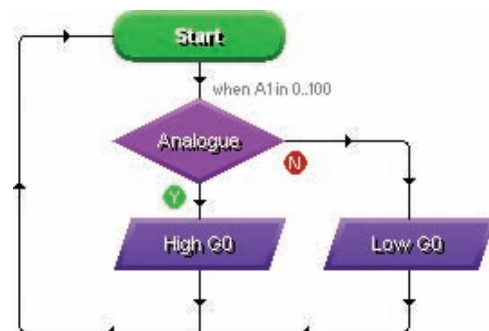 Start
when A1 in 0..100
Analogue
N
Y
High G0
Low G0